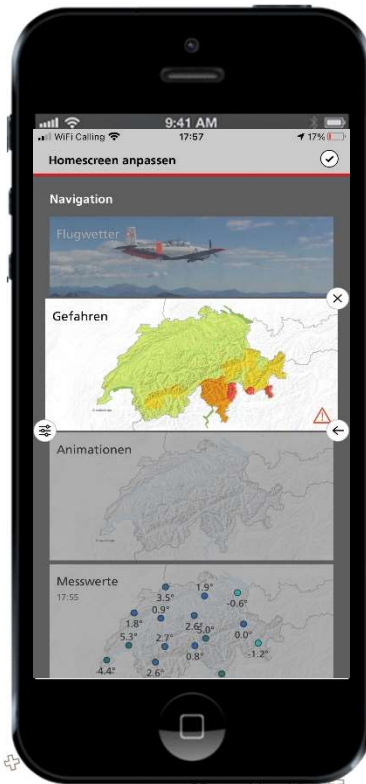 9:41 AM
WiFi Calling 17:57 17%
Homescreen anpassen
Navigation
Flugwetter
Gefahren
Animationen
Messwerte
17:55
1.9°
3.5°
-0.6°
0.9°
1.8°
2.6°
5.0°
0.0°
5.3°
2.7°
-1.2°
0.8°
-4.4°
2.6°